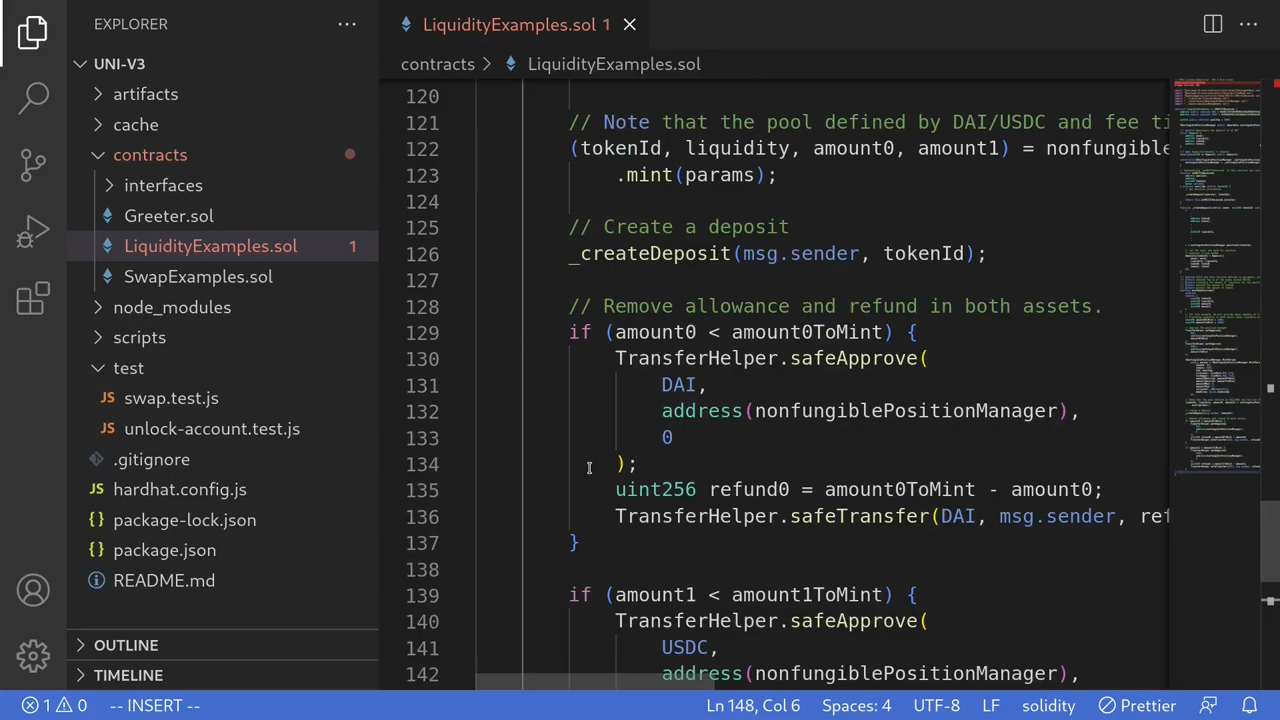 EXPLORER
LiquidityExamples.sol 1
UNI-V3
contracts
LiquidityExamples.sol
artifacts
cache
contracts
interfaces
Greeter.sol
LiquidityExamples.sol 1
SwapExamples.sol
node_modules
scripts
test
swap.test.js
unlock-account.test.js
.gitignore
hardhat.config.js
package-lock.json
package.json
README.md
OUTLINE
TIMELINE
120
121 // Note that the pool defined by DAI/USDC and fee ti
122 (tokenId, liquidity, amount0, amount1) = nonfungible
123 .mint(params);
124
125 // Create a deposit
126 _createDeposit(msg.sender, tokenId);
127
128 // Remove allowance and refund in both assets.
129 if (amount0 < amount0ToMint) {
130 TransferHelper.safeApprove(
131 DAI,
132 address(nonfungiblePositionManager),
133 0
134 );
135 uint256 refund0 = amount0ToMint - amount0;
136 TransferHelper.safeTransfer(DAI, msg.sender, ref
137 }
138
139 if (amount1 < amount1ToMint) {
140 TransferHelper.safeApprove(
141 USDC,
142 address(nonfungiblePositionManager),
1 0 -- INSERT -- Ln 148, Col 6 Spaces: 4 UTF-8 LF solidity Prettier